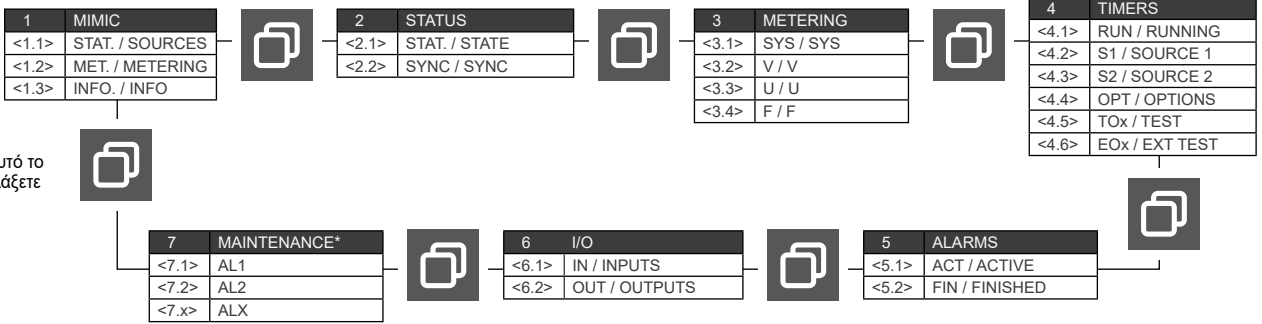 1 MIMIC
<1.1> STAT. / SOURCES
<1.2> MET. / METERING
<1.3> INFO. / INFO
2 STATUS
<2.1> STAT. / STATE
<2.2> SYNC / SYNC
3 METERING
<3.1> SYS / SYS
<3.2> V / V
<3.3> U / U
<3.4> F / F
4 TIMERS
<4.1> RUN / RUNNING
<4.2> S1 / SOURCE 1
<4.3> S2 / SOURCE 2
<4.4> OPT / OPTIONS
<4.5> TOx / TEST
<4.6> EOx / EXT TEST
το
7 MAINTENANCE*
<7.1> AL1
<7.2> AL2
<7.x> ALX
6 I/O
<6.1> IN / INPUTS
<6.2> OUT / OUTPUTS
5 ALARMS
<5.1> ACT / ACTIVE
<5.2> FIN / FINISHED